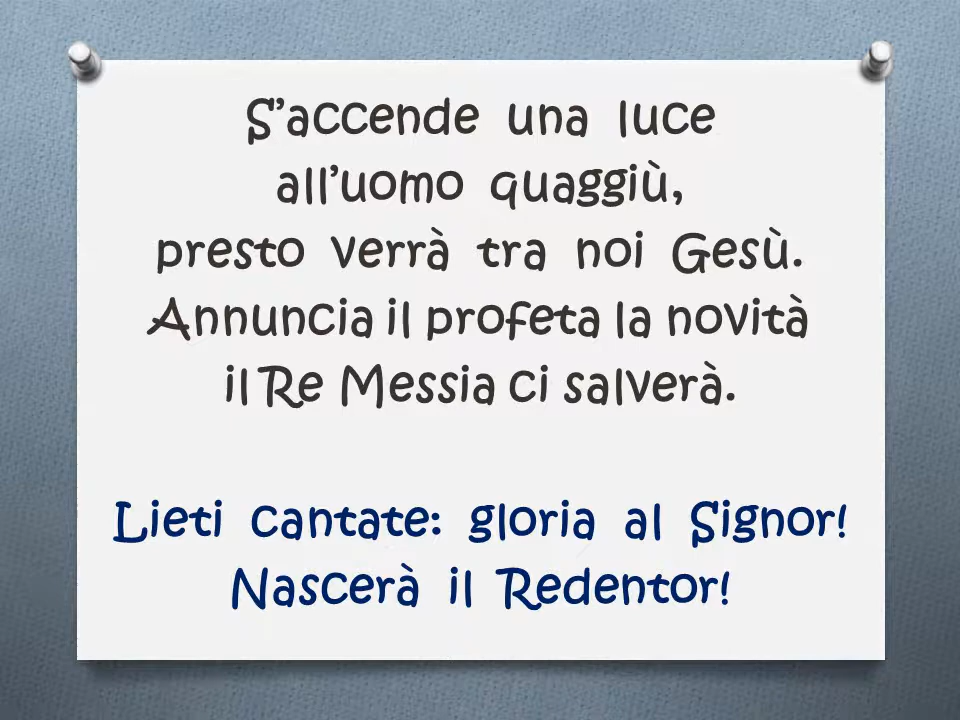 S’accende una luce
all’uomo quaggiù,
presto verrà tra noi Gesù.
Annuncia il profeta la novità
il Re Messia ci salverà.
Lieti cantate: gloria al Signor!
Nascerà il Redentor!